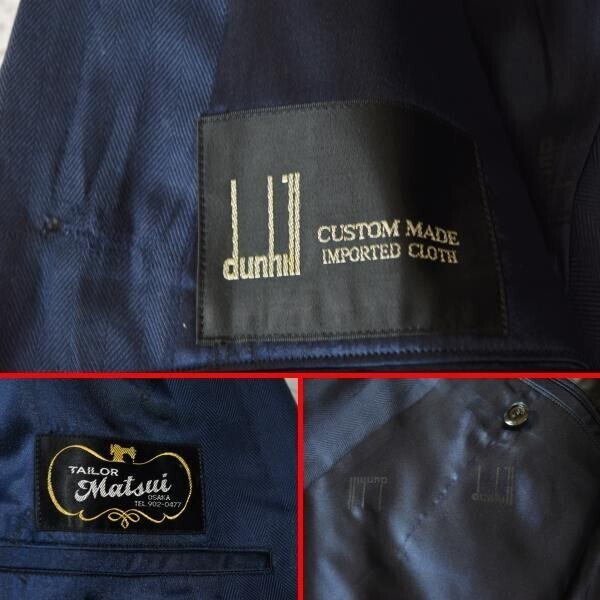 dunhill
CUSTOM MADE
IMPORTED CLOTH
TAILOR
Matsui
OSAKA
TEL 902-0477
dunhill
dunhill